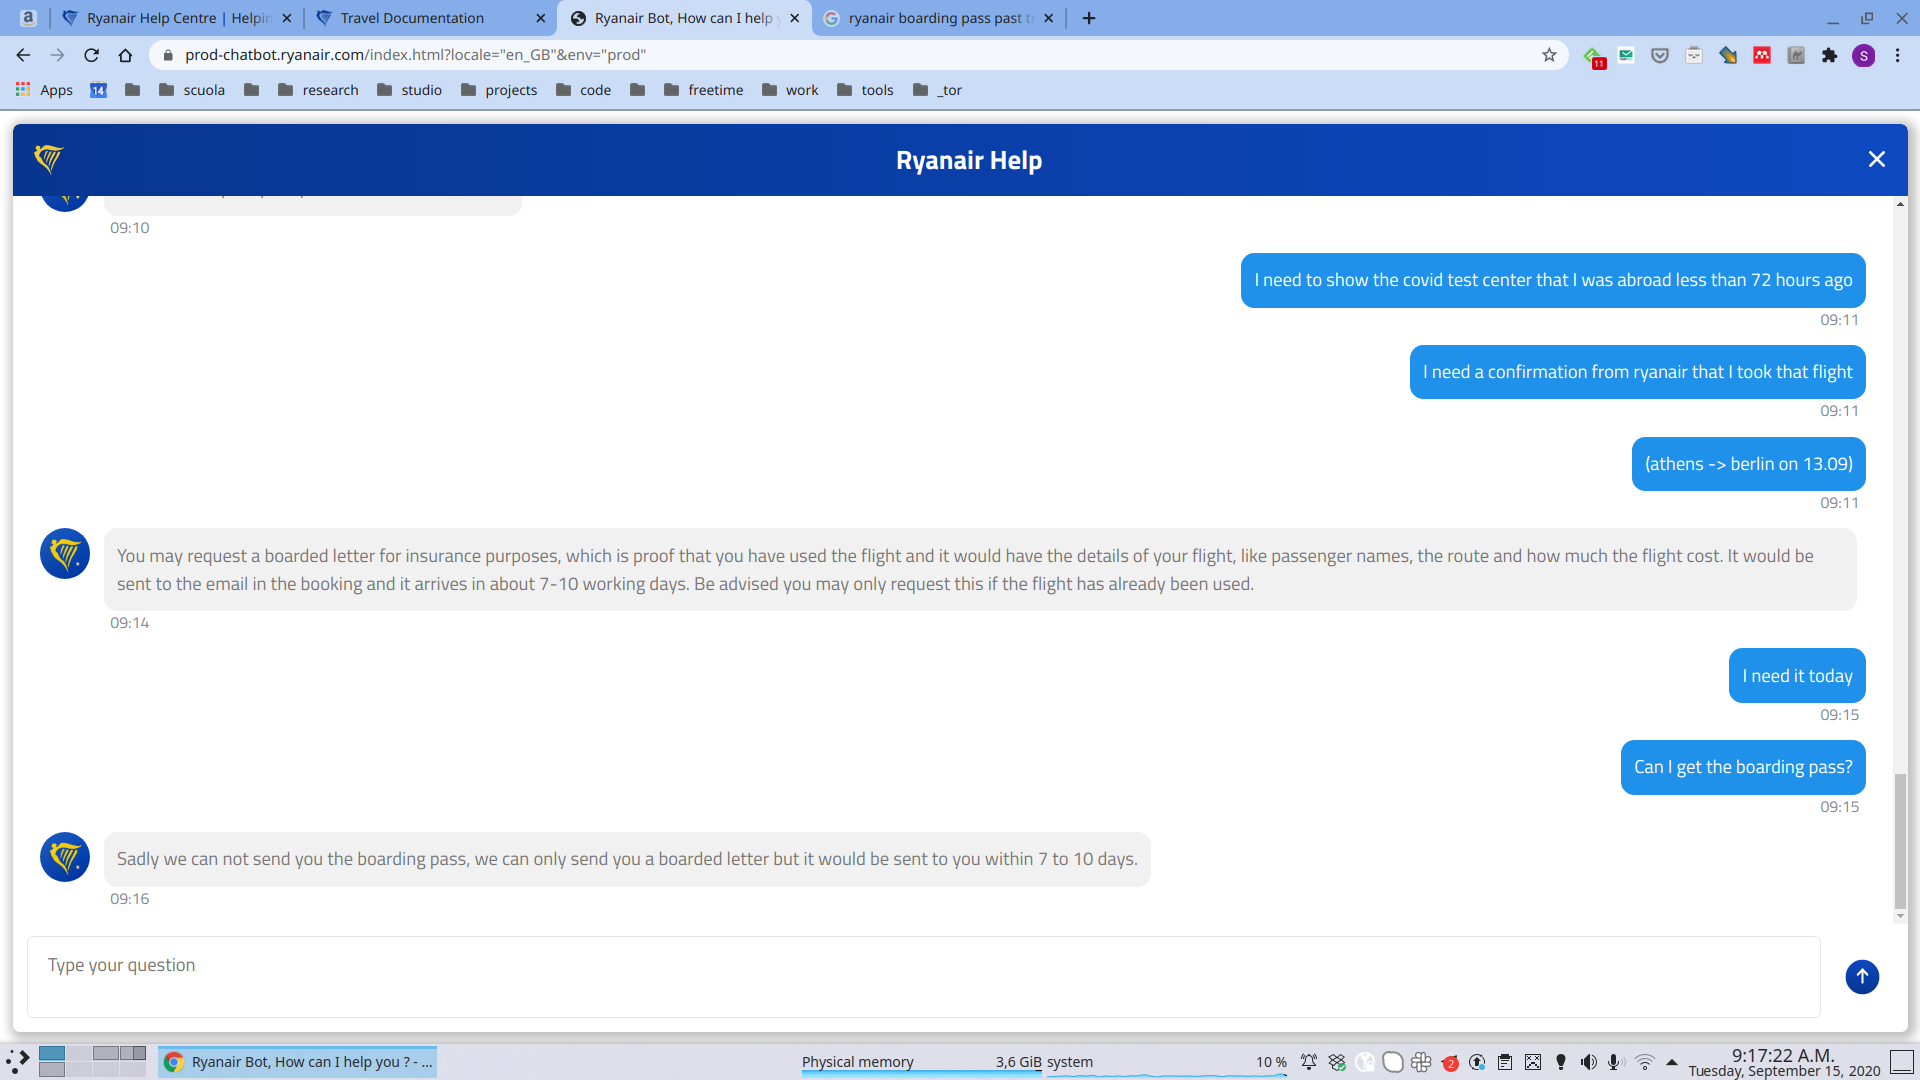 Ryanair Help Centre | Helpin
Travel Documentation
Ryanair Bot, How can I help y
ryanair boarding pass past t
prod-chatbot.ryanair.com/index.html?locale="en_GB"&env="prod"
11
S
Apps
14
scuola
research
studio
projects
code
freetime
work
tools
_tor
Ryanair Help
09:10
I need to show the covid test center that I was abroad less than 72 hours ago
09:11
I need a confirmation from ryanair that I took that flight
09:11
(athens -> berlin on 13.09)
09:11
You may request a boarded letter for insurance purposes, which is proof that you have used the flight and it would have the details of your flight, like passenger names, the route and how much the flight cost. It would be
sent to the email in the booking and it arrives in about 7-10 working days. Be advised you may only request this if the flight has already been used.
09:14
I need it today
09:15
Can I get the boarding pass?
09:15
Sadly we can not send you the boarding pass, we can only send you a boarded letter but it would be sent to you within 7 to 10 days.
09:16
Type your question
Ryanair Bot, How can I help you ? - ...
Physical memory 3,6 GiB
system 10 %
2
9:17:22 A.M.
Tuesday, September 15, 2020